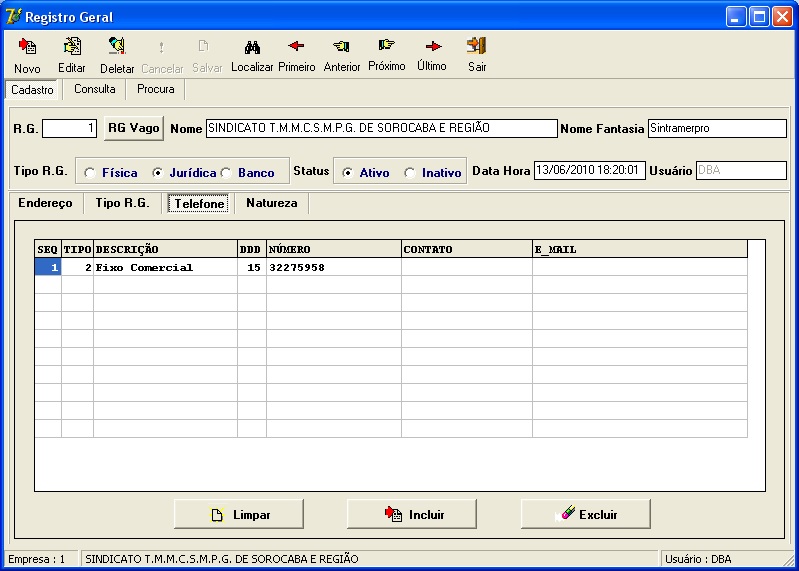 Registro Geral
Novo Editar Deletar Cancelar Salvar Localizar Primeiro Anterior Próximo Último Sair
Cadastro Consulta Procura
R.G. 1 RG Vago Nome SINDICATO T.M.M.C.S.M.P.G. DE SOROCABA E REGIÃO Nome Fantasia Sintramerpro
Tipo R.G. Física Jurídica Banco Status Ativo Inativo Data Hora 13/06/2010 18:20:01 Usuário DBA
Endereço Tipo R.G. Telefone Natureza
SEQ TIPO DESCRIÇÃO DDD NÚMERO CONTATO E_MAIL
1 2 Fixo Comercial 15 32275958
Limpar Incluir Excluir
Empresa : 1 SINDICATO T.M.M.C.S.M.P.G. DE SOROCABA E REGIÃO Usuário : DBA